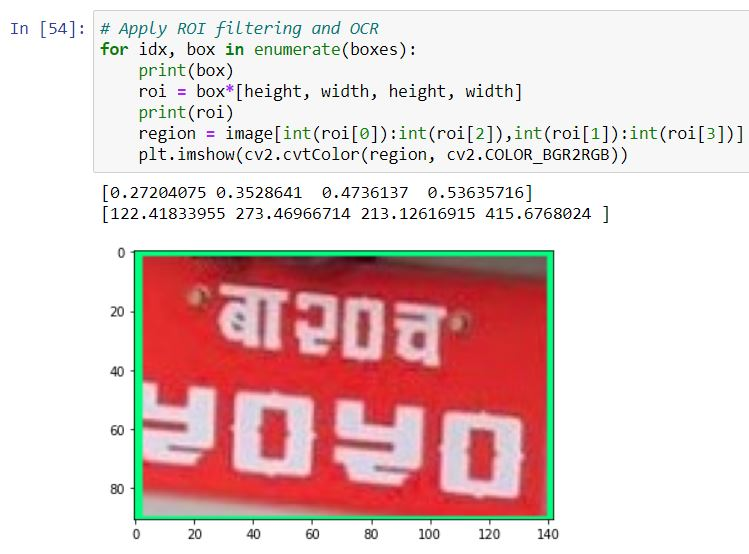 In [54]: # Apply ROI filtering and OCR
for idx, box in enumerate(boxes):
    print(box)
    roi = box*[height, width, height, width]
    print(roi)
    region = image[int(roi[0]):int(roi[2]),int(roi[1]):int(roi[3])]
    plt.imshow(cv2.cvtColor(region, cv2.COLOR_BGR2RGB))
[0.27204075 0.3528641  0.4736137  0.53635716]
[122.41833955 273.46966714 213.12616915 415.6768024 ]
0
20
40
60
80
बा२०च
५०५०
0 20 40 60 80 100 120 140